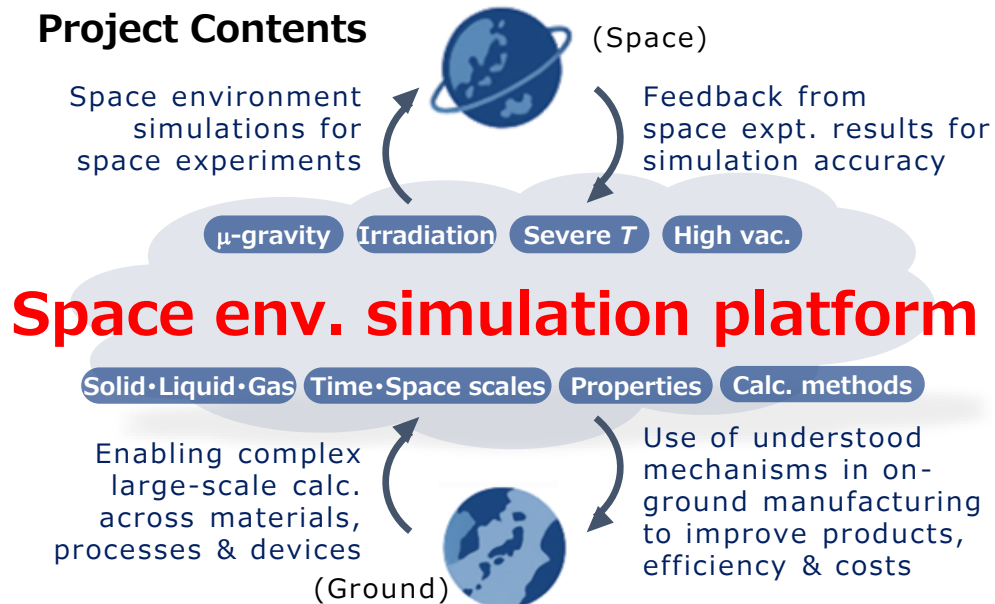 Project Contents
(Space)
Space environment
simulations for
space experiments
Feedback from
space expt. results for
simulation accuracy
μ-gravity
Irradiation
Severe T
High vac.
Space env. simulation platform
Solid・Liquid・Gas
Time・Space scales
Properties
Calc. methods
Enabling complex
large-scale calc.
across materials,
processes & devices
Use of understood
mechanisms in on-
ground manufacturing
to improve products,
efficiency & costs
(Ground)